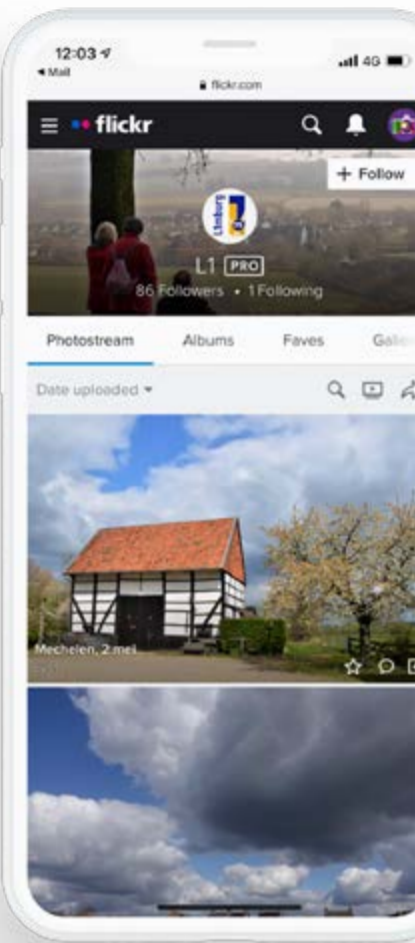 12:03
Mail
4G
flickr.com
flickr
+ Follow
L1mburg
L1 PRO
86 Followers • 1 Following
Photostream Albums Faves
Date uploaded
Mechelen, 2 mei